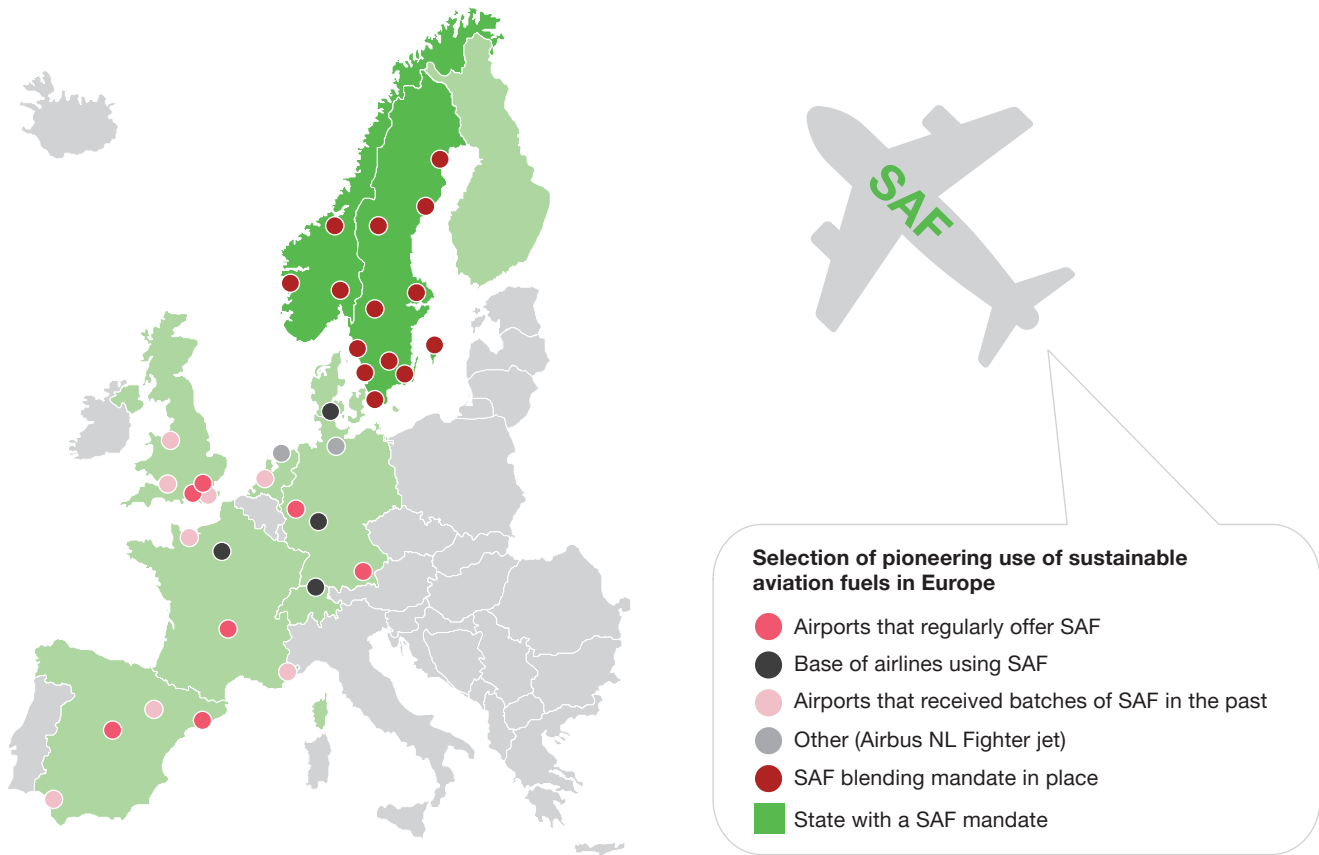 SAF
Selection of pioneering use of sustainable
aviation fuels in Europe
Airports that regularly offer SAF
Base of airlines using SAF
Airports that received batches of SAF in the past
Other (Airbus NL Fighter jet)
SAF blending mandate in place
State with a SAF mandate